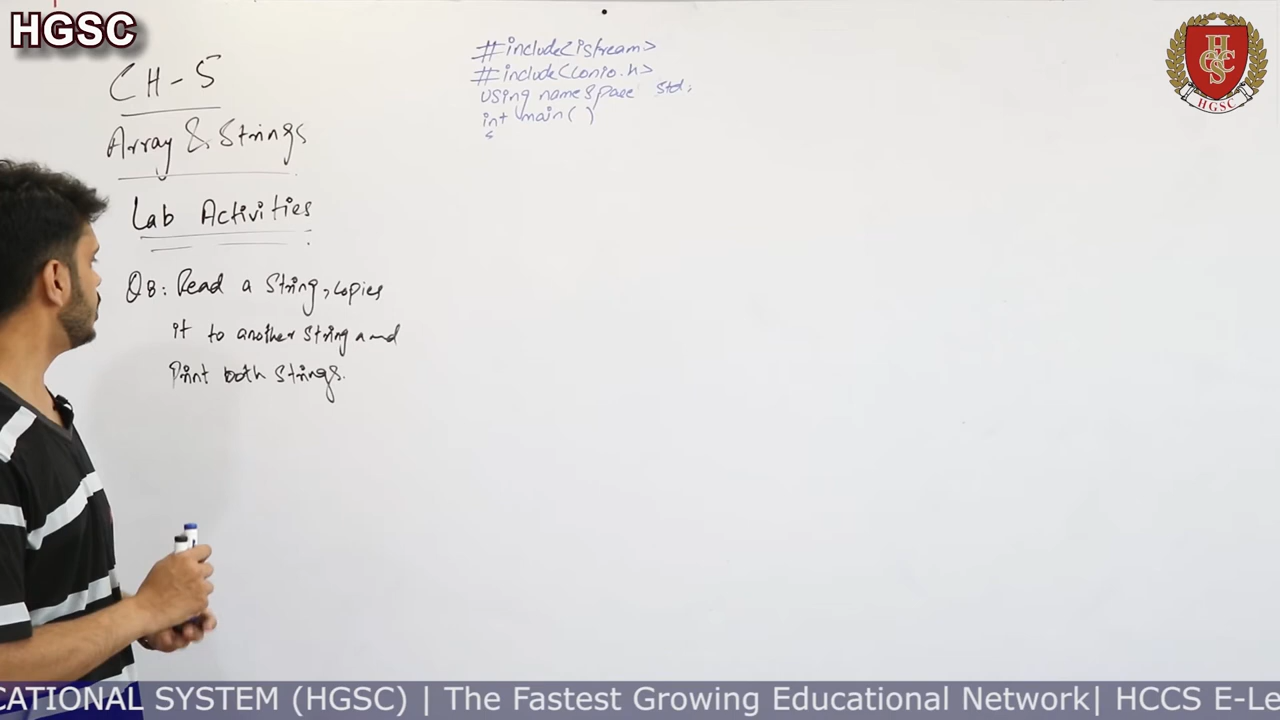 HGSC
CH-5
Array & Strings
Lab Activities
Q8: Read a String, copies
it to another string and
Print both Strings.
#include<istream>
#include<conio.h>
using namespace std;
int main( )
{
HGSC
CATIONAL SYSTEM (HGSC) | The Fastest Growing Educational Network| HCCS E-Le